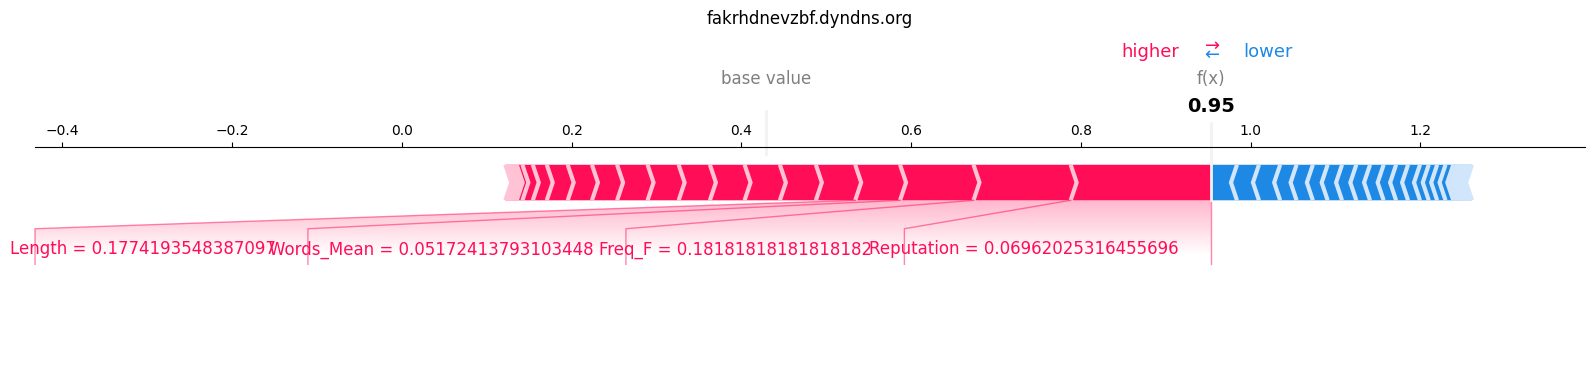 fakrhdnevzbf.dyndns.org
higher ⇄ lower
base value f(x)
0.95
−0.4 −0.2 0.0 0.2 0.4 0.6 0.8 1.0 1.2
Length = 0.1774193548387097 Words_Mean = 0.05172413793103448 Freq_F = 0.18181818181818182 Reputation = 0.06962025316455696